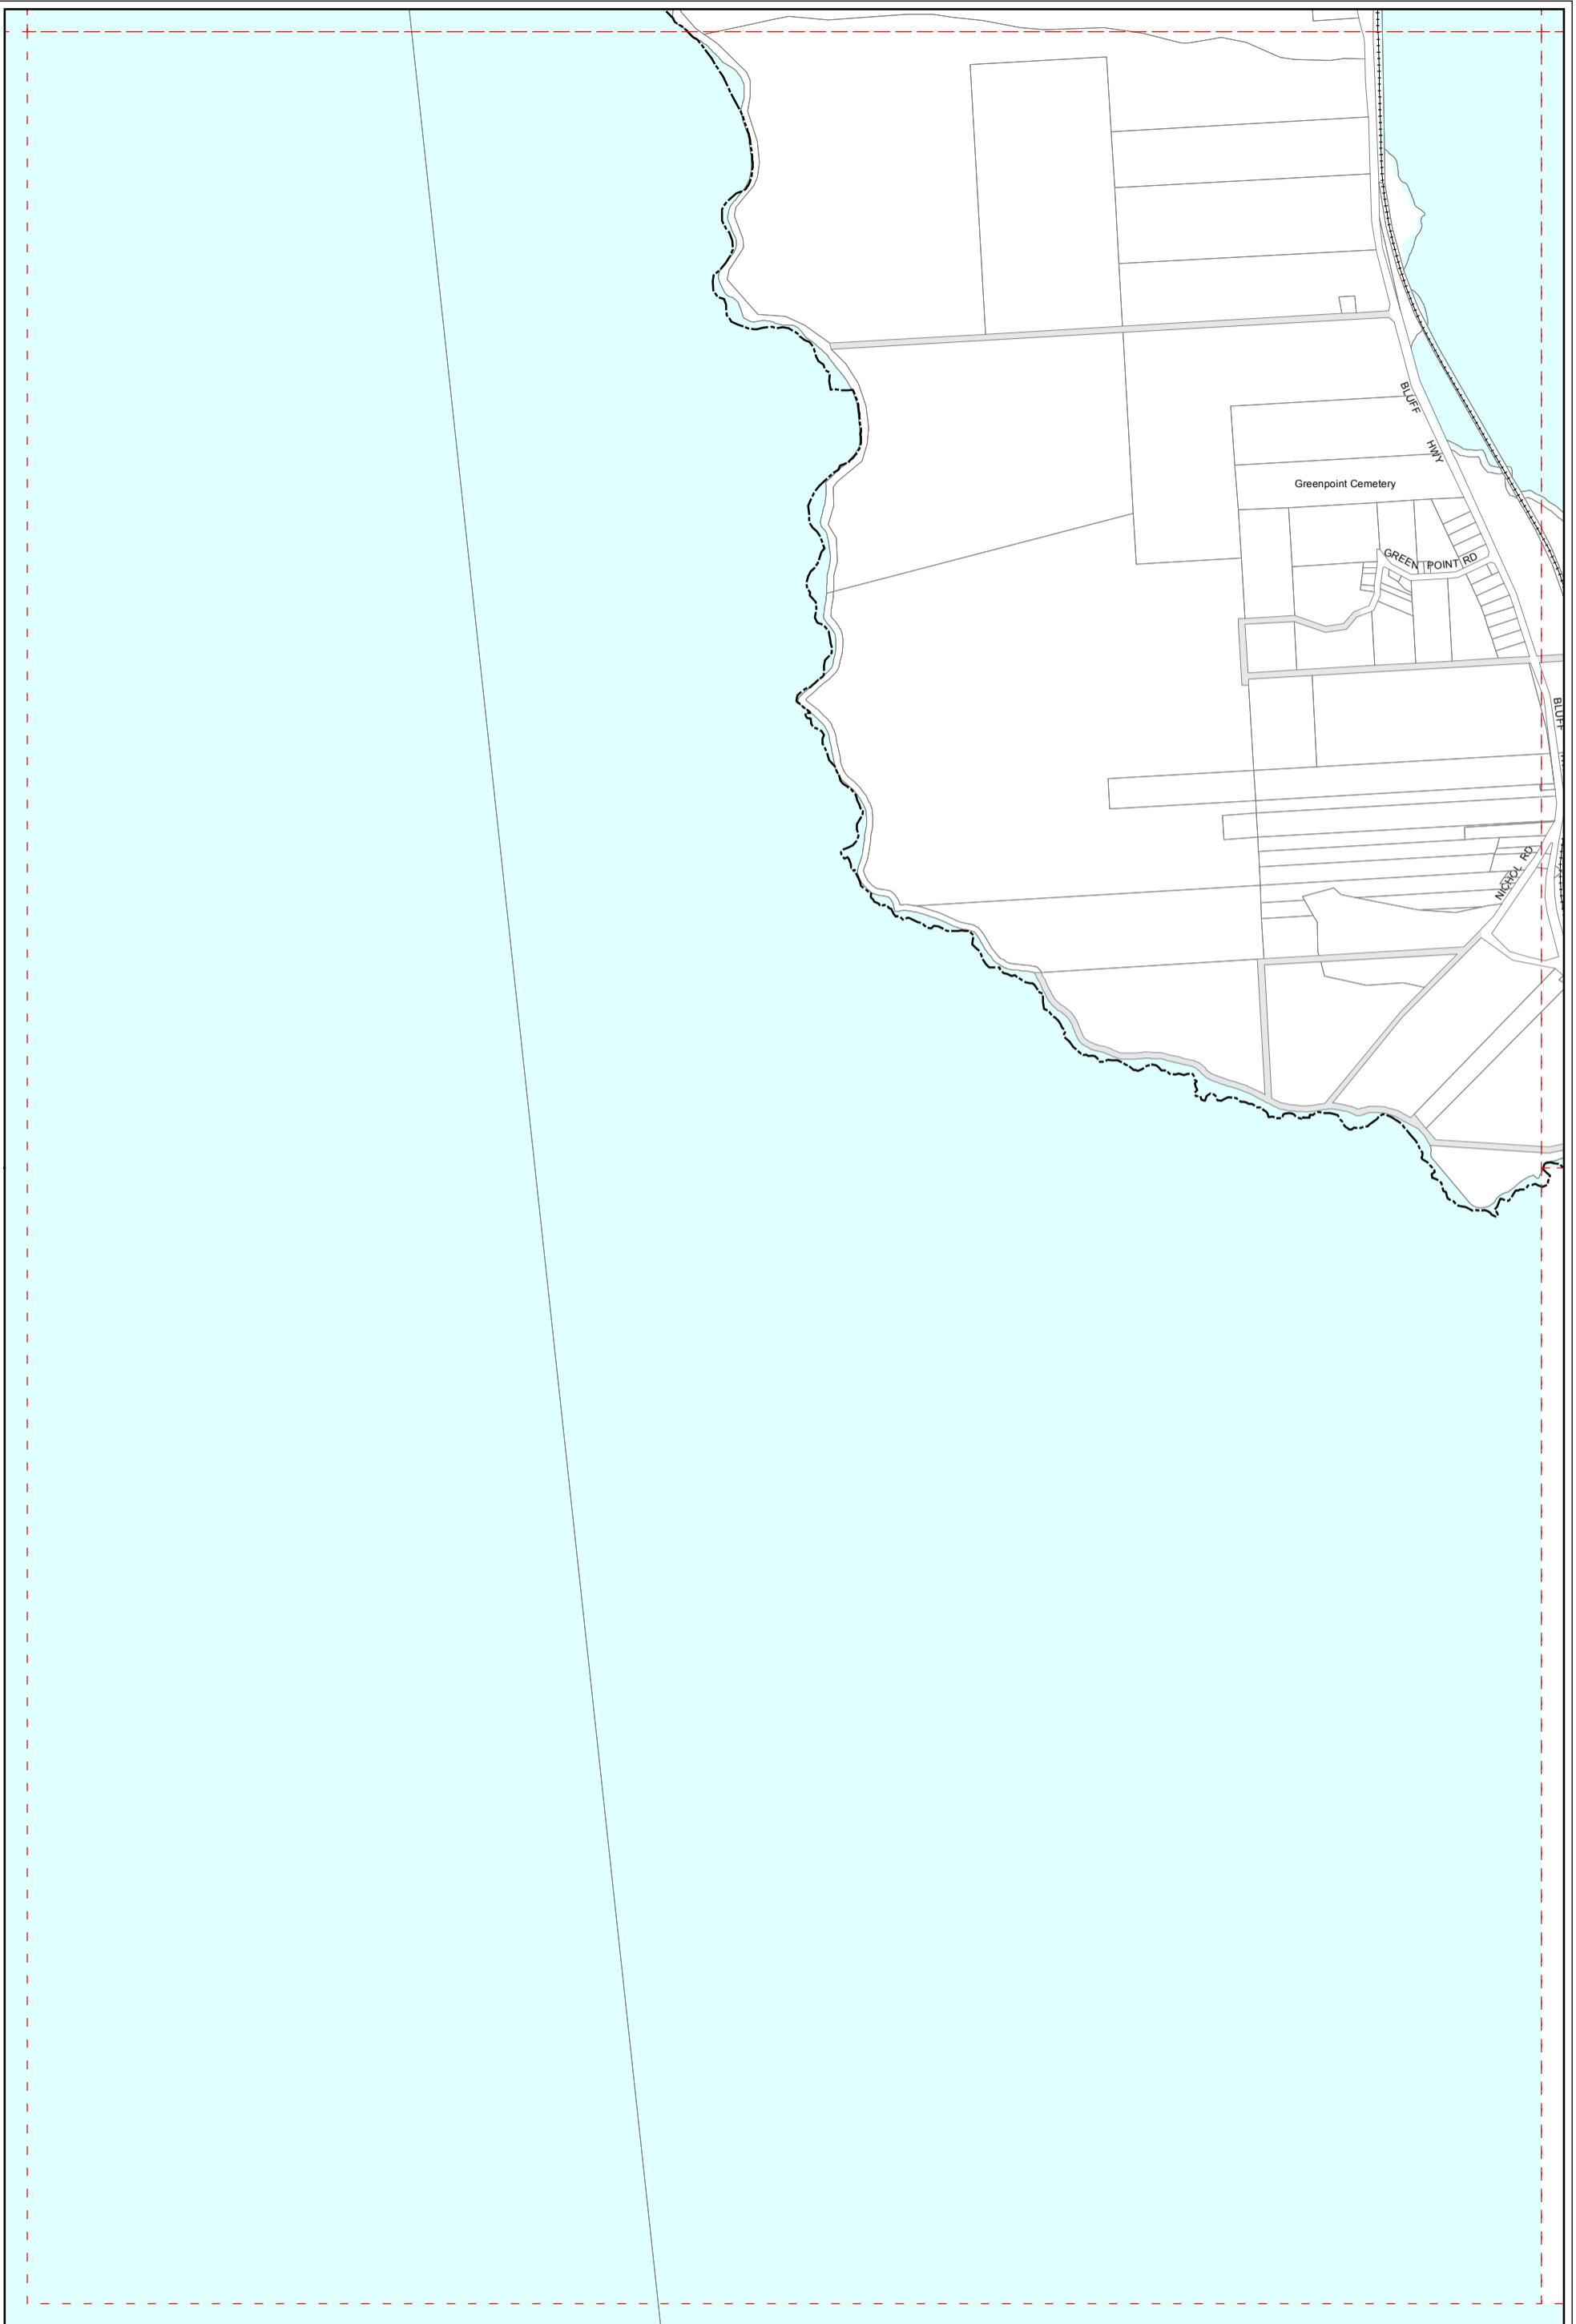 BLUFF
HWY
Greenpoint Cemetery
GREEN POINT RD
BLUFF
NICHOL RD